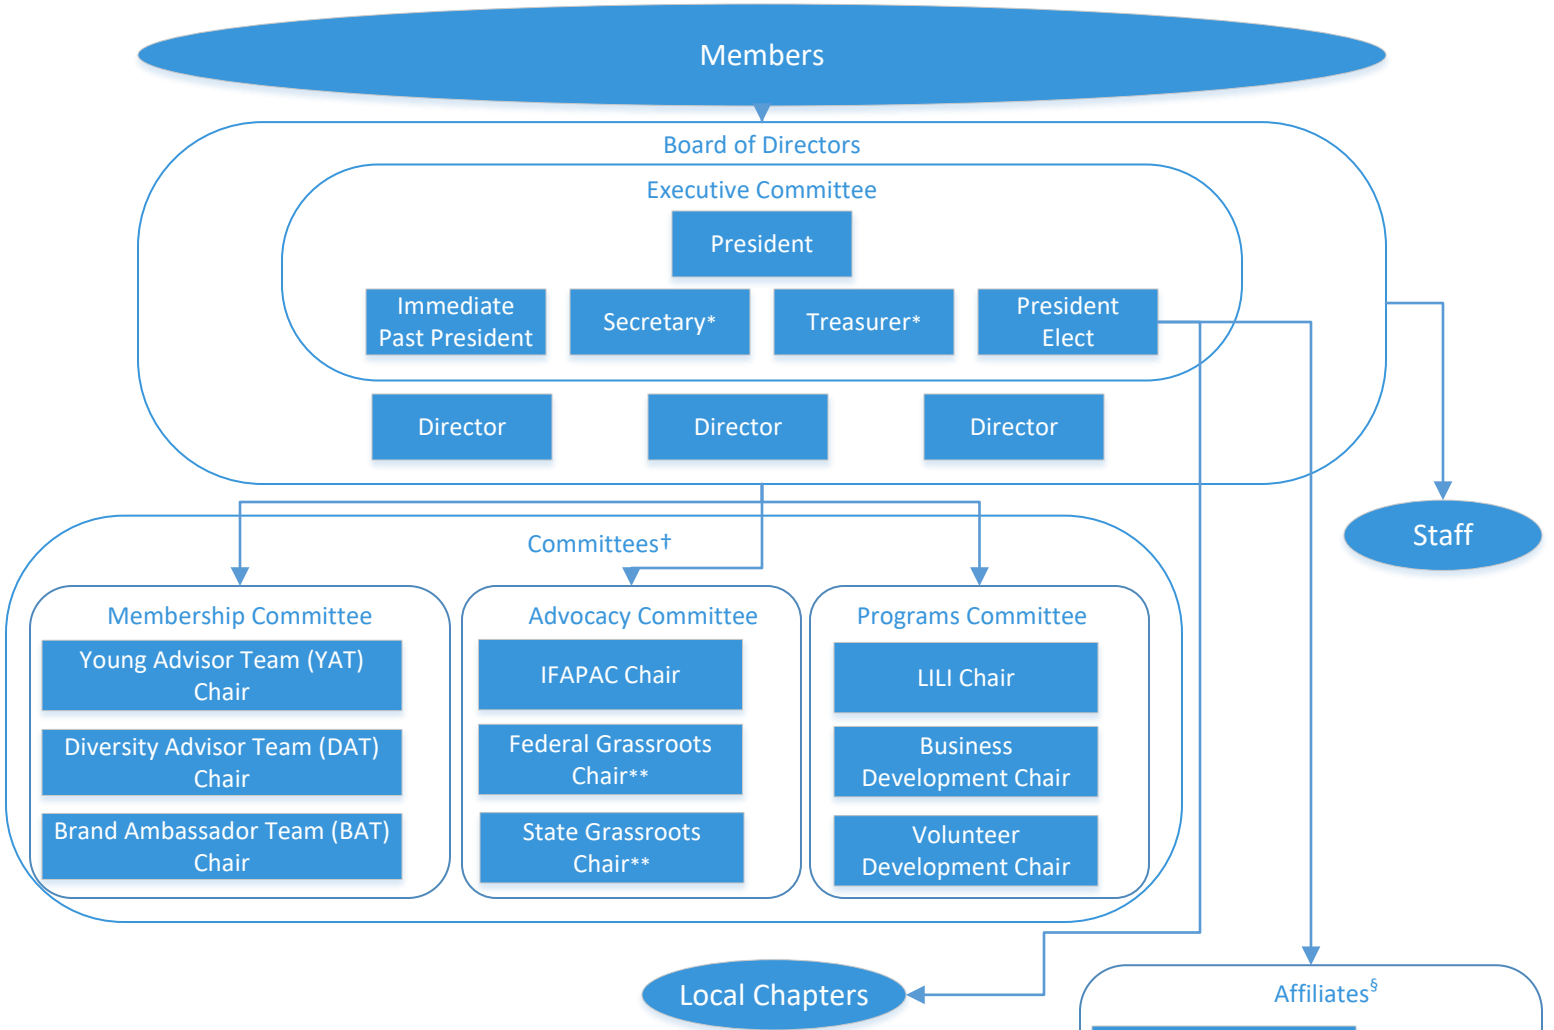 Members
Board of Directors
Executive Committee
President
Immediate
Past President
Secretary*
Treasurer*
President
Elect
Director
Director
Director
Staff
Committees†
Membership Committee
Young Advisor Team (YAT)
Chair
Diversity Advisor Team (DAT)
Chair
Brand Ambassador Team (BAT)
Chair
Advocacy Committee
IFAPAC Chair
Federal Grassroots
Chair**
State Grassroots
Chair**
Programs Committee
LILI Chair
Business
Development Chair
Volunteer
Development Chair
Local Chapters
Affiliates§